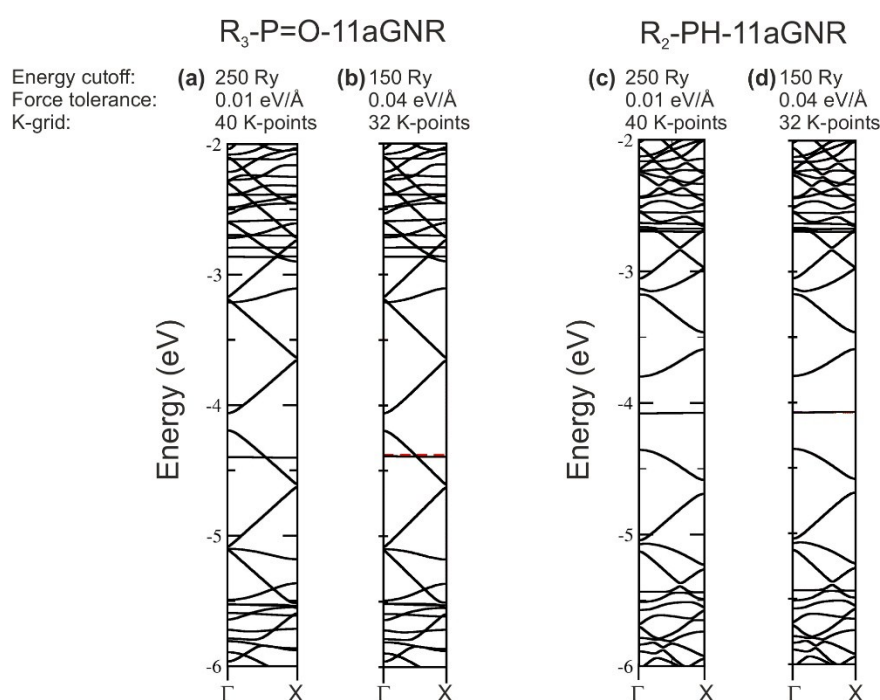 R₃-P=O-11aGNR R₂-PH-11aGNR
Energy cutoff: (a) 250 Ry (b) 150 Ry (c) 250 Ry (d) 150 Ry
Force tolerance: 0.01 eV/Å 0.04 eV/Å 0.01 eV/Å 0.04 eV/Å
K-grid: 40 K-points 32 K-points 40 K-points 32 K-points
-2 -2
-3 -3
Energy (eV) Energy (eV)
-4 -4
-5 -5
-6 -6
Γ X Γ X Γ X Γ X